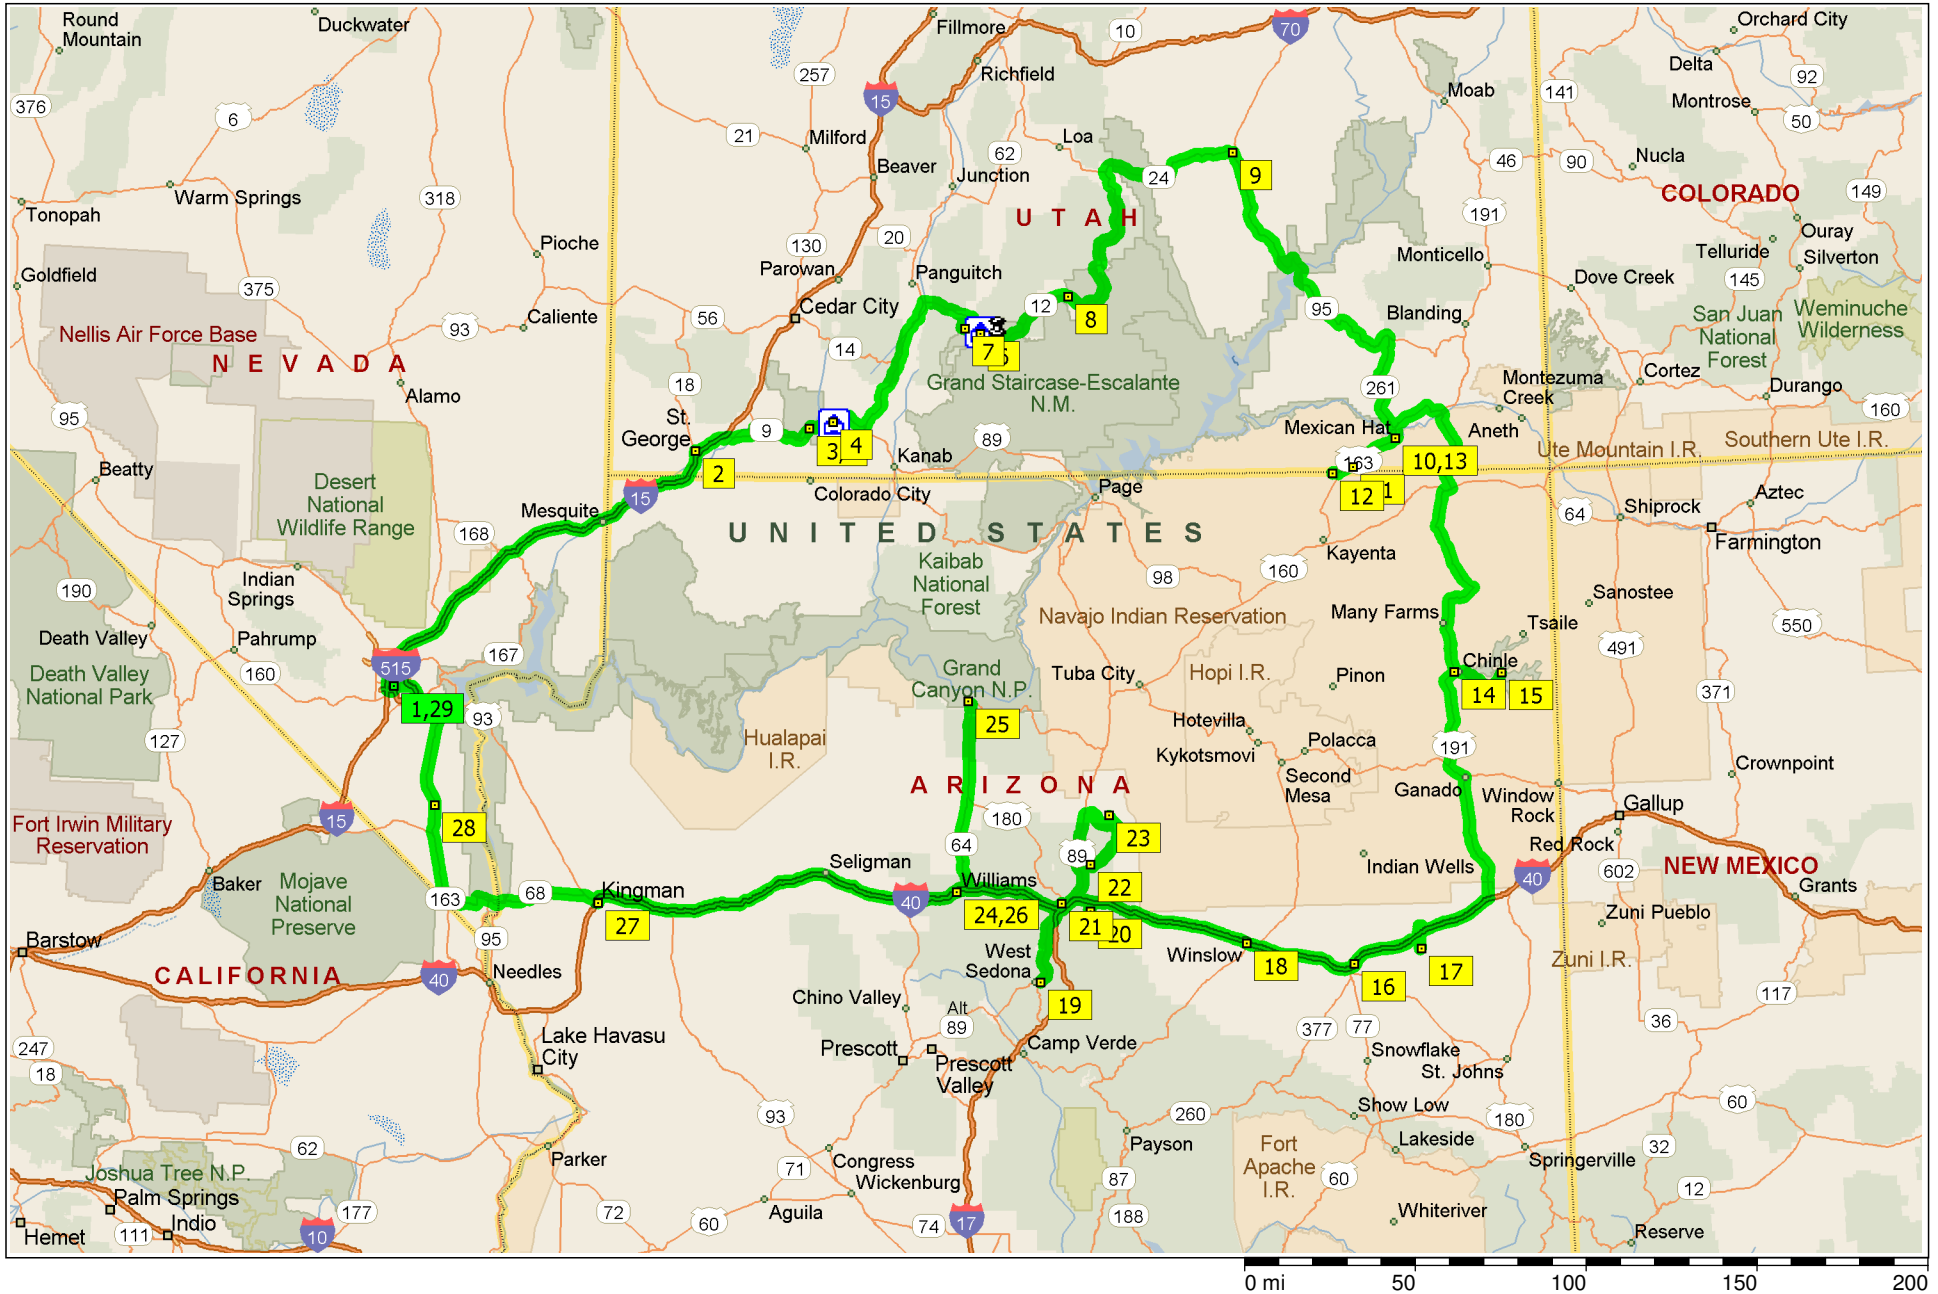 Round
Mountain
Duckwater
Fillmore
10
70
Orchard City
Delta
92
Richfield
257
376
6
15
Moab
141
Montrose
50
21
Milford
Loa
62
Beaver
Junction
24
9
46
90
Nucla
COLORADO
149
Warm Springs
318
Tonopah
UTAH
191
Ouray
Telluride
Silverton
Pioche
130
20
Parowan
Panguitch
Monticello
145
Dove Creek
Goldfield
375
Cedar City
12
8
95
Blanding
San Juan
National
Forest
Weminuche
Wilderness
Caliente
93
56
Nellis Air Force Base
NEVADA
14
7
6
Grand Staircase-Escalante
N.M.
261
Montezuma
Creek
Cortez
Durango
160
Alamo
18
95
St.
George
9
3,
4
89
Mexican Hat
Aneth
Ute Mountain I.R.
Southern Ute I.R.
Beatty
2
Kanab
163
10,13
Desert
National
Wildlife Range
15
Colorado City
Page
12
11
Aztec
Mesquite
UNITED STATES
64
Shiprock
168
Kayenta
Farmington
Kaibab
National
Forest
98
160
Indian
Springs
190
Navajo Indian Reservation
Many Farms
Sanostee
Tsaile
550
Death Valley
Pahrump
515
167
491
Death Valley
National Park
160
Grand
Canyon N.P.
Tuba City
Hopi I.R.
Pinon
Chinle
14
15
371
1,29
93
25
Hotevilla
Kykotsmovi
Polacca
191
127
Hualapai
I.R.
Second
Mesa
Crownpoint
ARIZONA
Ganado
Window
Rock
Gallup
15
28
180
23
Fort Irwin Military
Reservation
64
89
Red Rock
NEW MEXICO
Seligman
Indian Wells
40
602
Grants
Baker
Mojave
National
Preserve
163
68
Kingman
40
Williams
22
27
24,26
21
20
Zuni Pueblo
Barstow
95
West
Sedona
Winslow
18
16
17
Zuni I.R.
CALIFORNIA
40
Needles
19
117
Chino Valley
Alt
89
377
77
36
247
Lake Havasu
City
Prescott
Camp Verde
Snowflake
St. Johns
18
Prescott
Valley
93
260
Show Low
180
60
62
Payson
Fort
Apache
I.R.
Lakeside
32
Joshua Tree N.P.
Parker
Congress
Springerville
71
Wickenburg
87
60
12
Palm Springs
177
Indio
72
60
Aguila
188
Whiteriver
Hemet
111
10
74
17
Reserve
0 mi
50
100
150
200